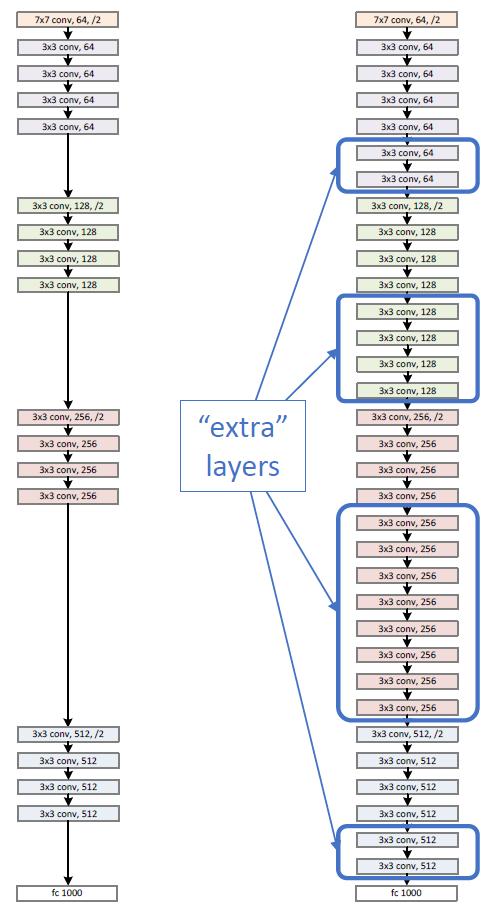 7x7 conv, 64, /2
3x3 conv, 64
3x3 conv, 64
3x3 conv, 64
3x3 conv, 64
3x3 conv, 128, /2
3x3 conv, 128
3x3 conv, 128
3x3 conv, 128
3x3 conv, 256, /2
3x3 conv, 256
3x3 conv, 256
3x3 conv, 256
3x3 conv, 512, /2
3x3 conv, 512
3x3 conv, 512
3x3 conv, 512
fc 1000
“extra”
layers
7x7 conv, 64, /2
3x3 conv, 64
3x3 conv, 64
3x3 conv, 64
3x3 conv, 64
3x3 conv, 64
3x3 conv, 64
3x3 conv, 128, /2
3x3 conv, 128
3x3 conv, 128
3x3 conv, 128
3x3 conv, 128
3x3 conv, 128
3x3 conv, 128
3x3 conv, 128
3x3 conv, 256, /2
3x3 conv, 256
3x3 conv, 256
3x3 conv, 256
3x3 conv, 256
3x3 conv, 256
3x3 conv, 256
3x3 conv, 256
3x3 conv, 256
3x3 conv, 256
3x3 conv, 256
3x3 conv, 256
3x3 conv, 512, /2
3x3 conv, 512
3x3 conv, 512
3x3 conv, 512
3x3 conv, 512
3x3 conv, 512
fc 1000